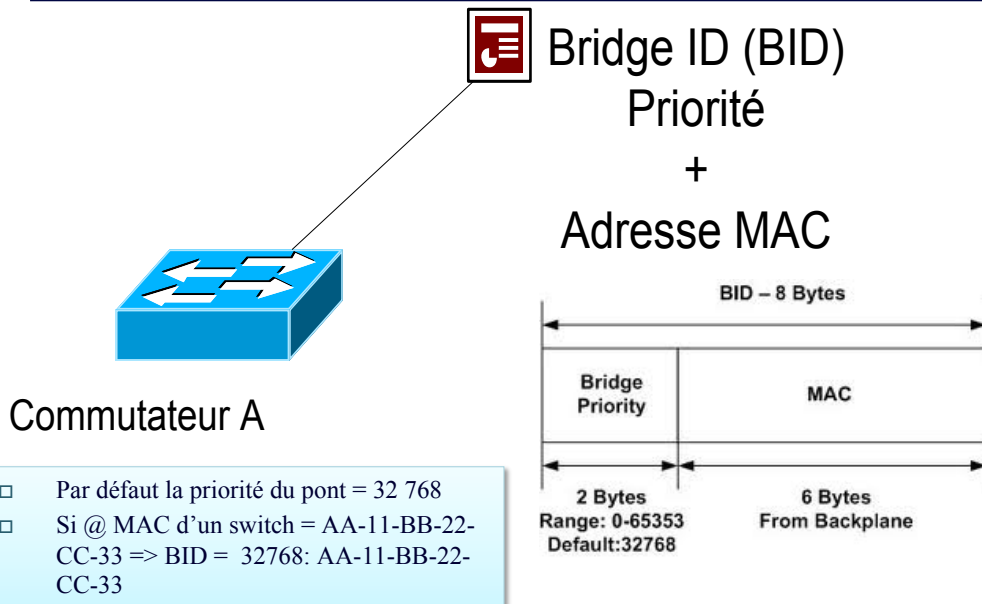 Bridge ID (BID)
Priorité
+
Adresse MAC
BID – 8 Bytes
Bridge
Priority
MAC
2 Bytes
Range: 0-65353
Default:32768
6 Bytes
From Backplane
Commutateur A
Par défaut la priorité du pont = 32 768
Si @ MAC d’un switch = AA-11-BB-22-
CC-33 => BID = 32768: AA-11-BB-22-
CC-33